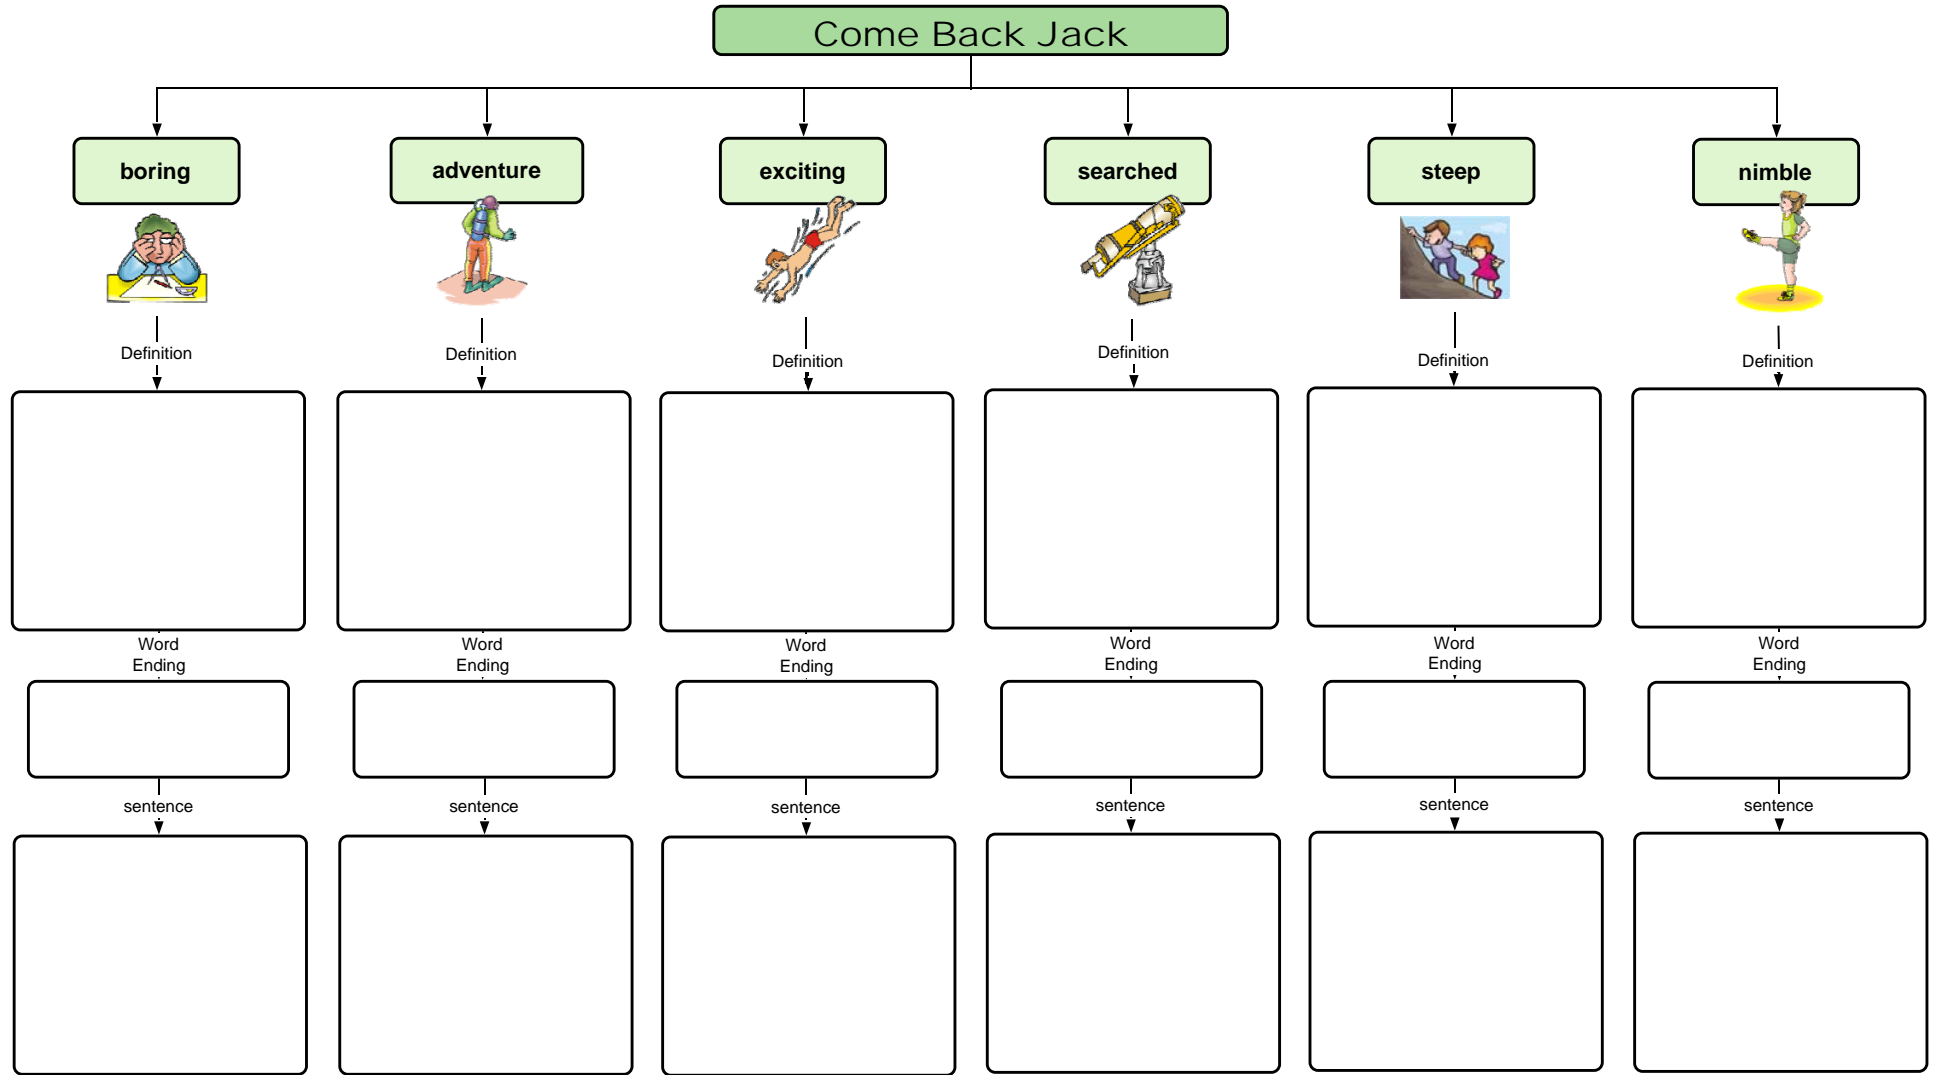 Come Back Jack
boring
adventure
exciting
searched
steep
nimble
Definition
Definition
Definition
Definition
Definition
Definition
Word
Ending
Word
Ending
Word
Ending
Word
Ending
Word
Ending
Word
Ending
sentence
sentence
sentence
sentence
sentence
sentence